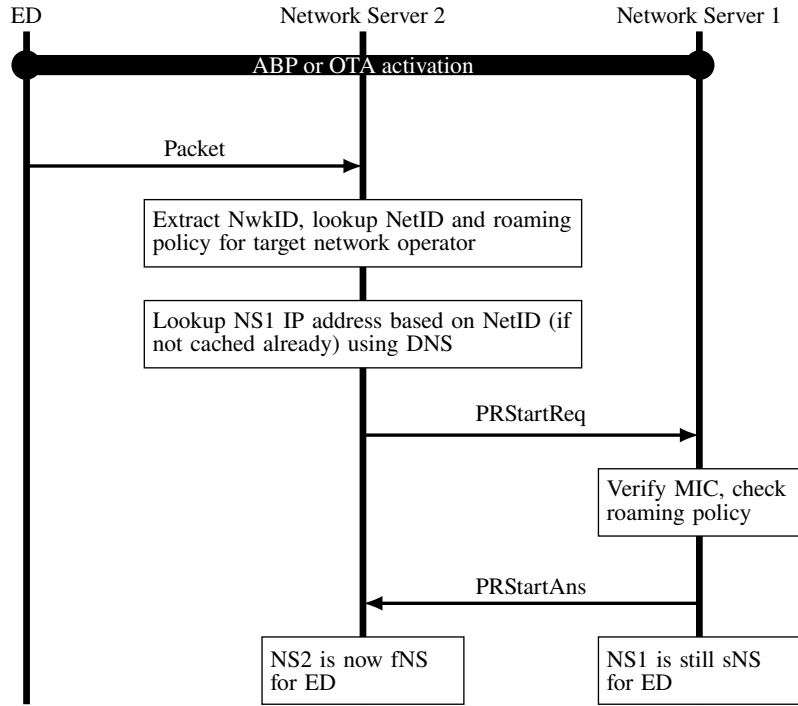 ED
Network Server 2
Network Server 1
ABP or OTA activation
Packet
Extract NwkID, lookup NetID and roaming
policy for target network operator
Lookup NS1 IP address based on NetID (if
not cached already) using DNS
PRStartReq
Verify MIC, check
roaming policy
PRStartAns
NS2 is now fNS
for ED
NS1 is still sNS
for ED